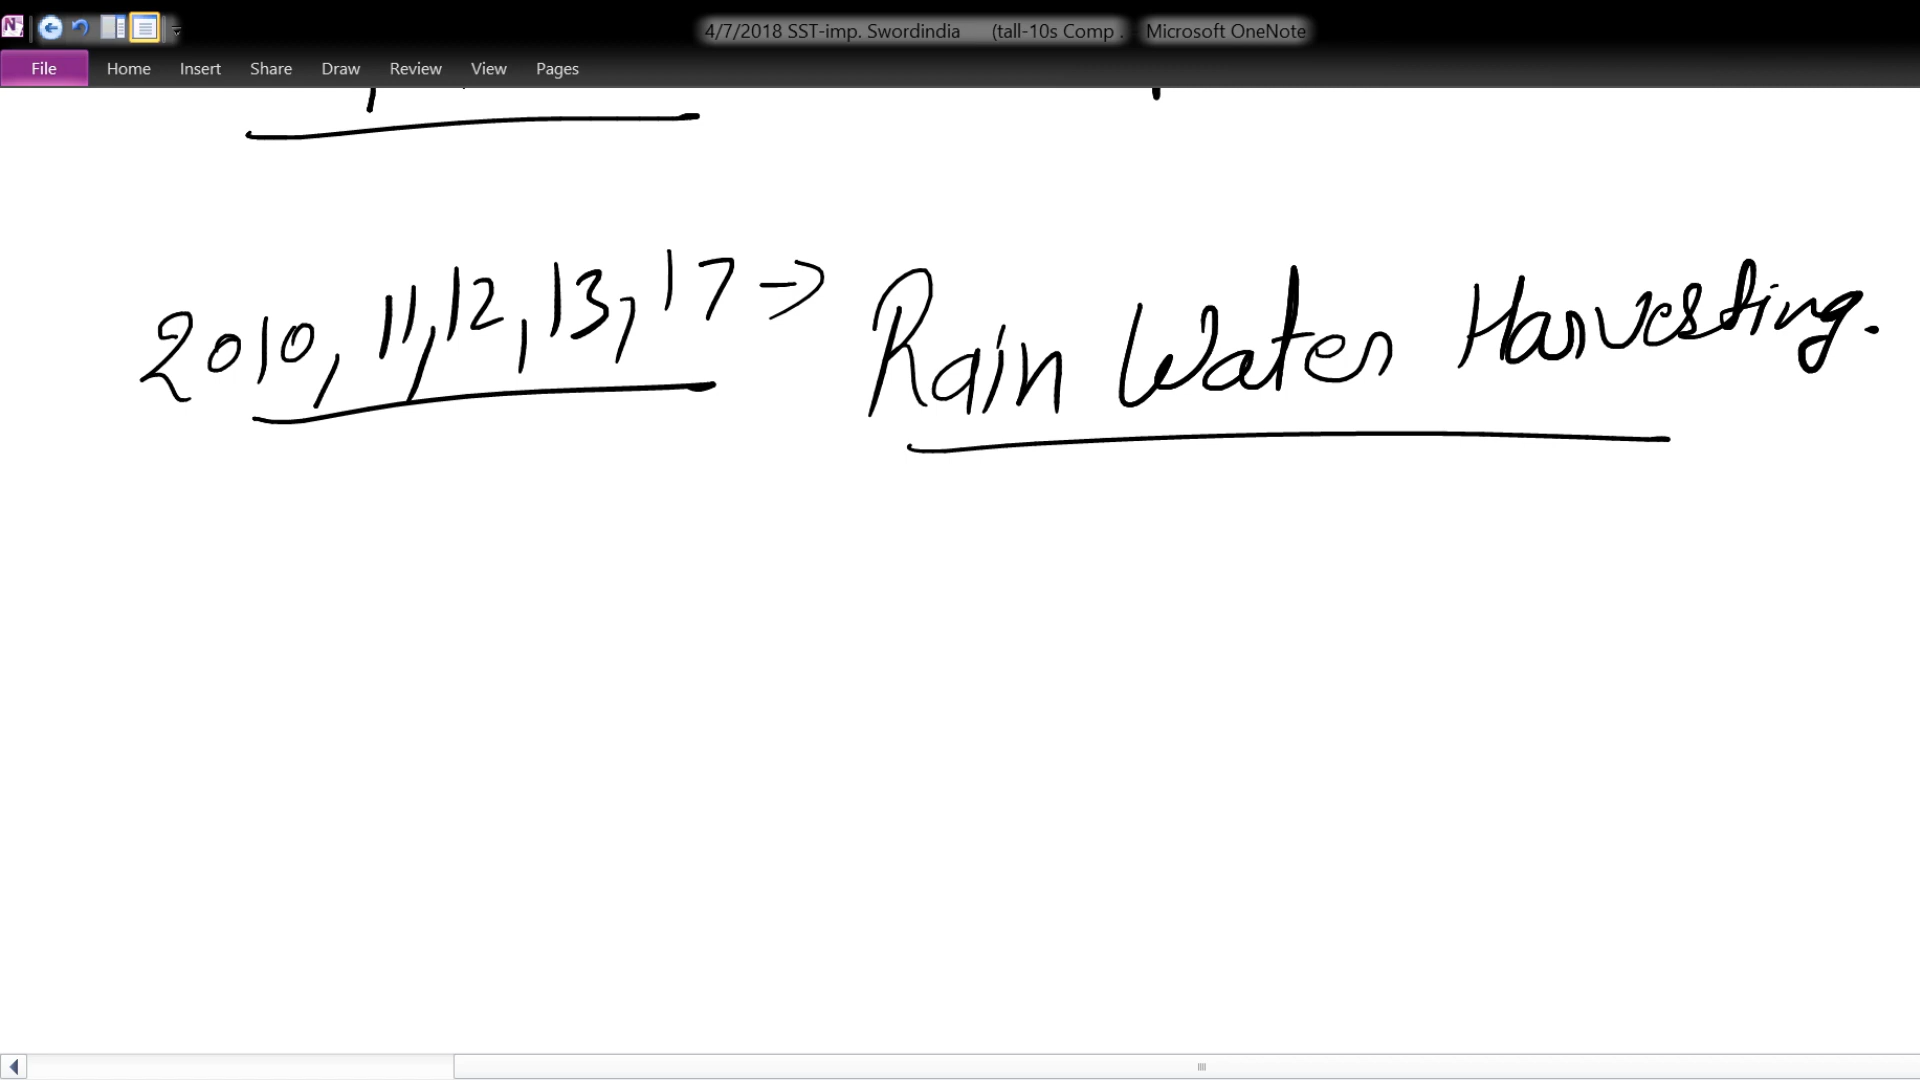 4/7/2018 SST-imp. Swordindia (tall-10s Comp . - Microsoft OneNote
File Home Insert Share Draw Review View Pages
2010, 11, 12, 13, 17 → Rain Water Harvesting.